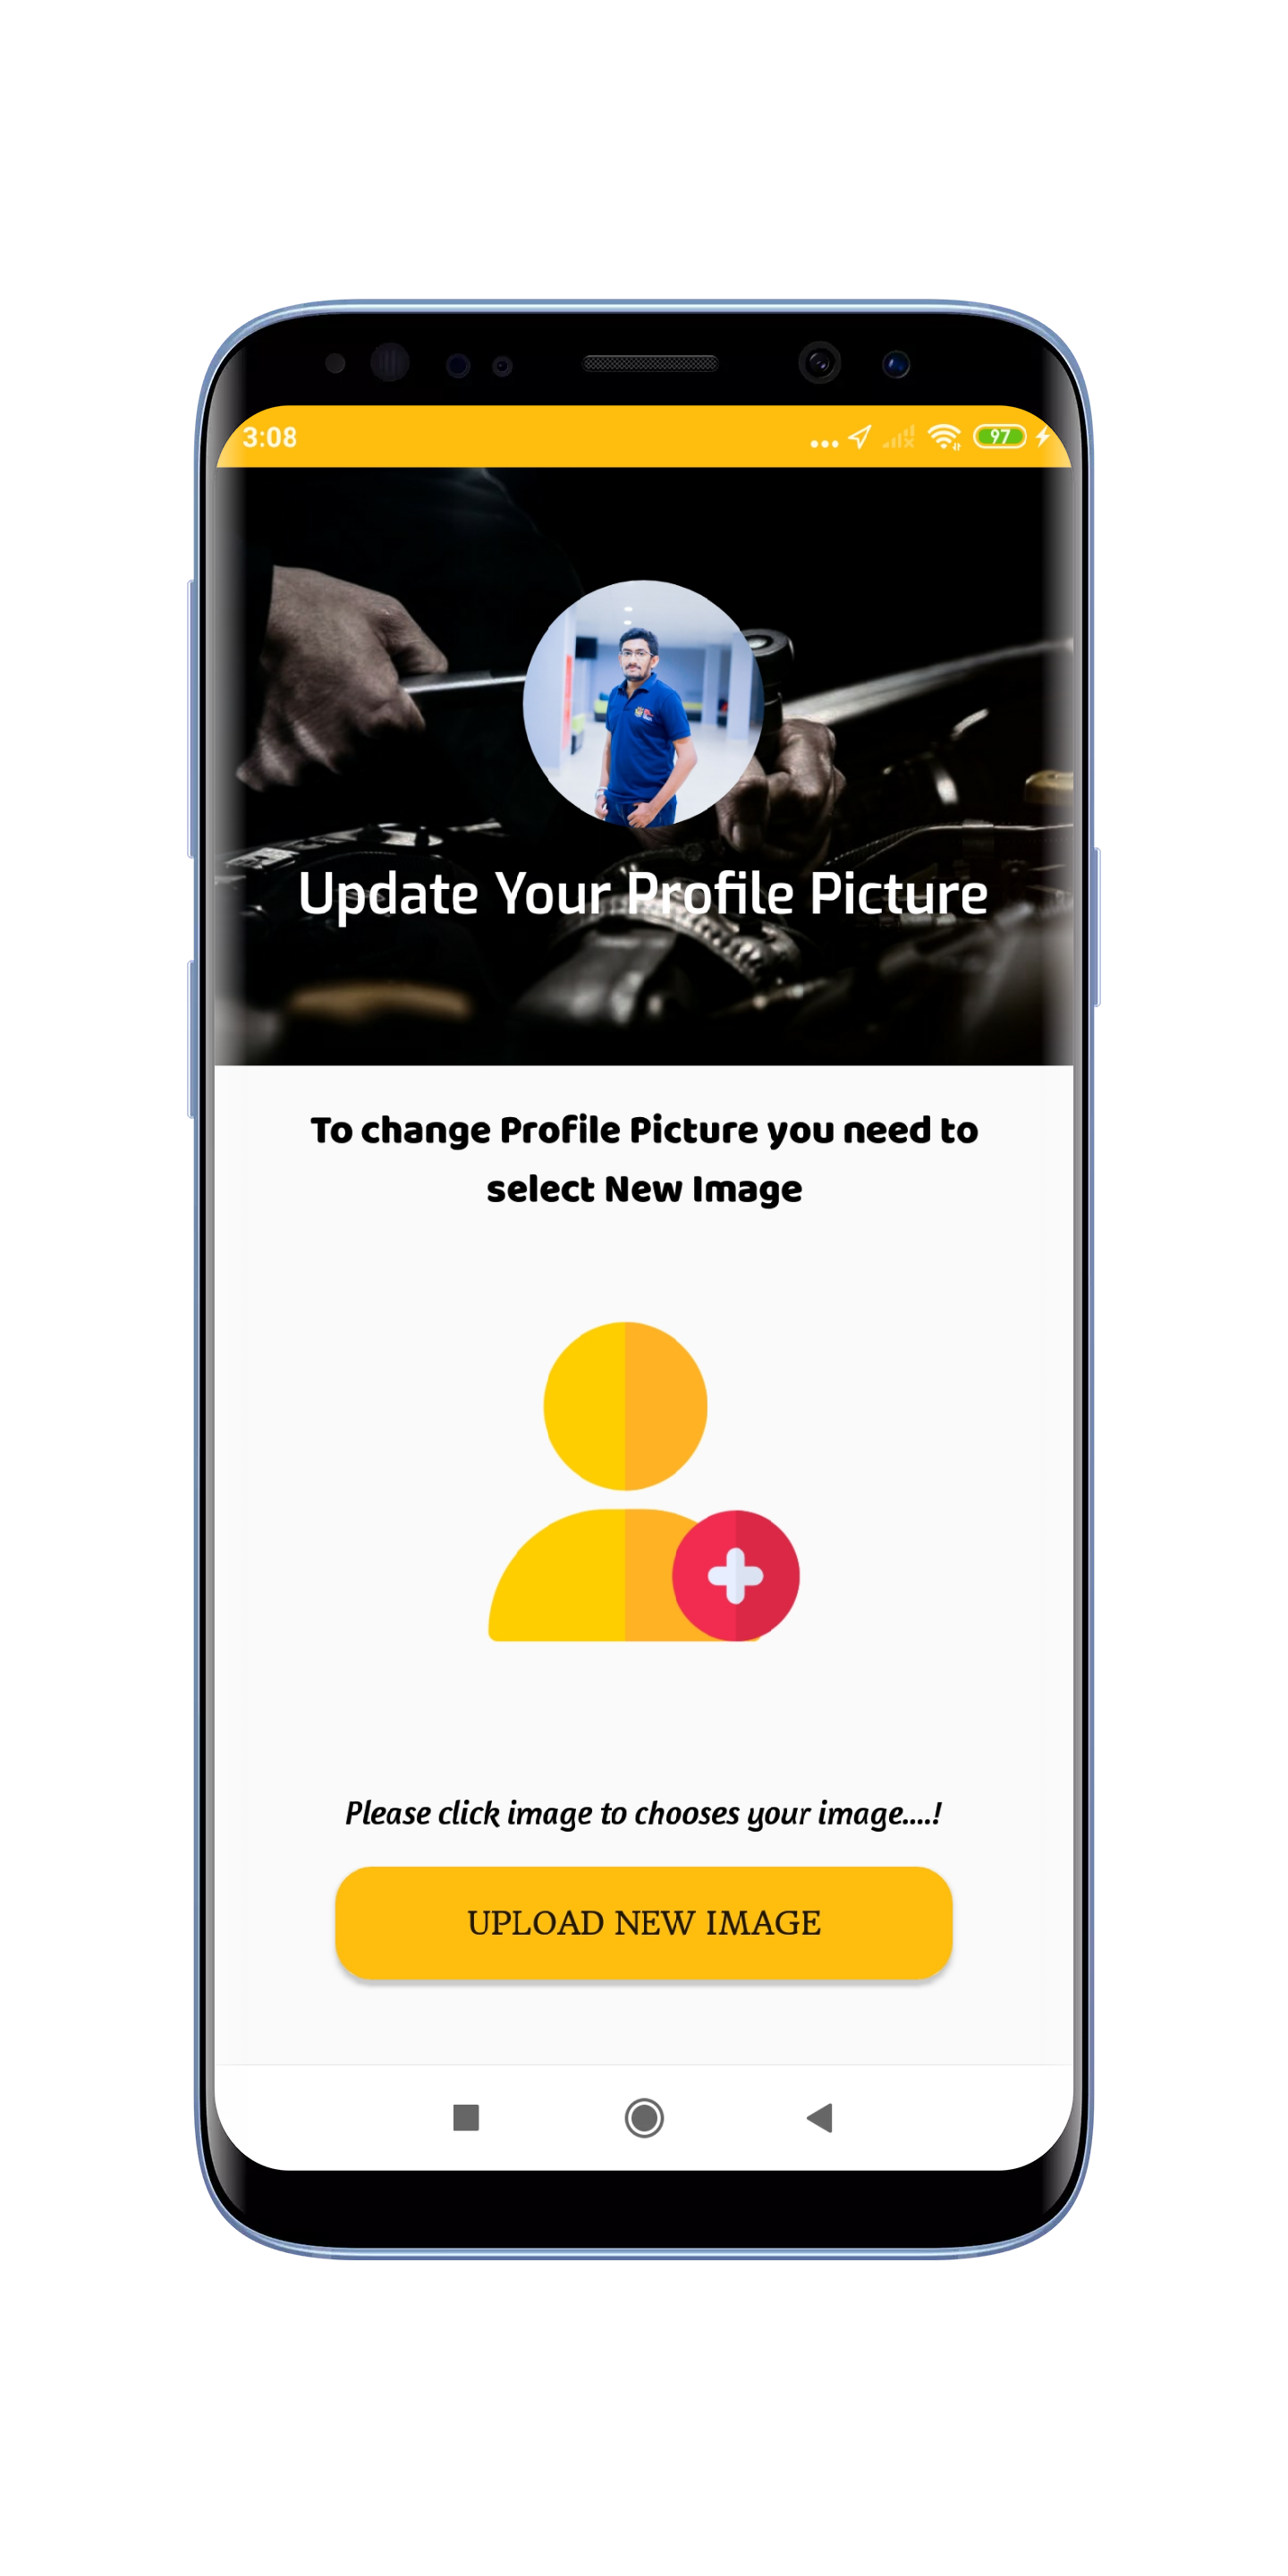 3:08
97
Update Your Profile Picture
To change Profile Picture you need to
select New Image
Please click image to chooses your image....!
UPLOAD NEW IMAGE